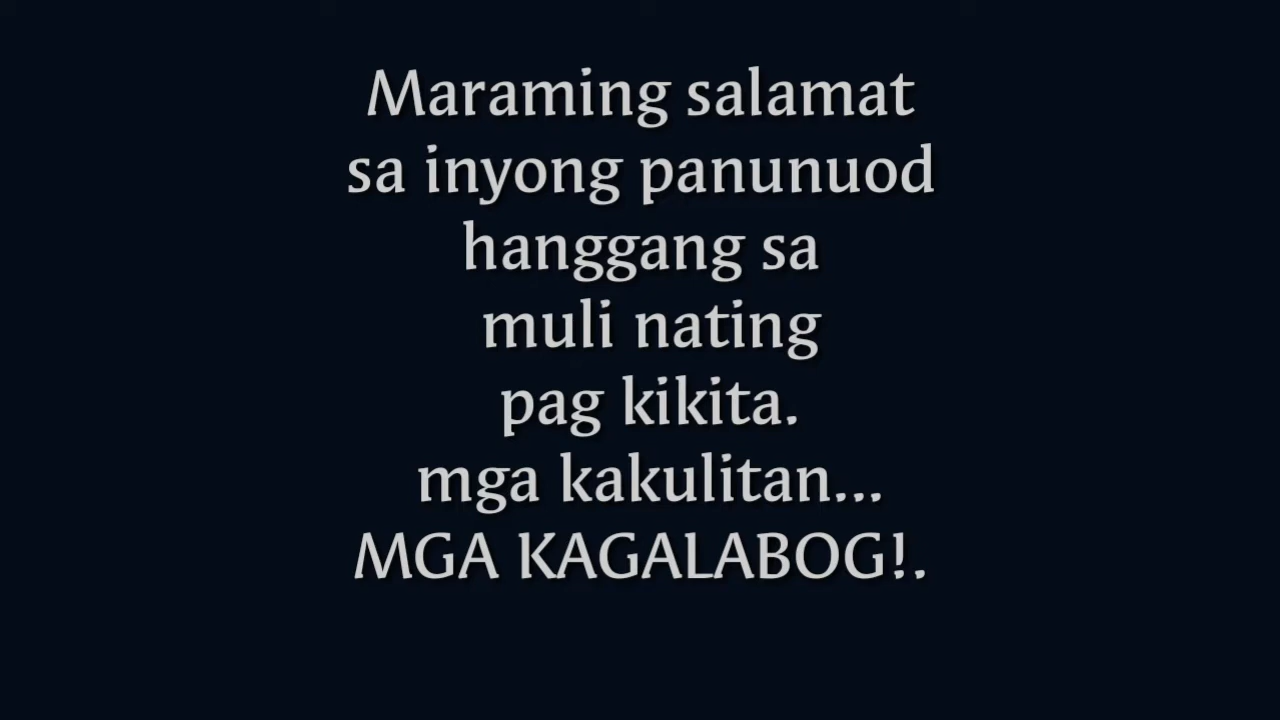 Maraming salamat
sa inyong panunuod
hanggang sa
muli nating
pag kikita.
mga kakulitan...
MGA KAGALABOG!.